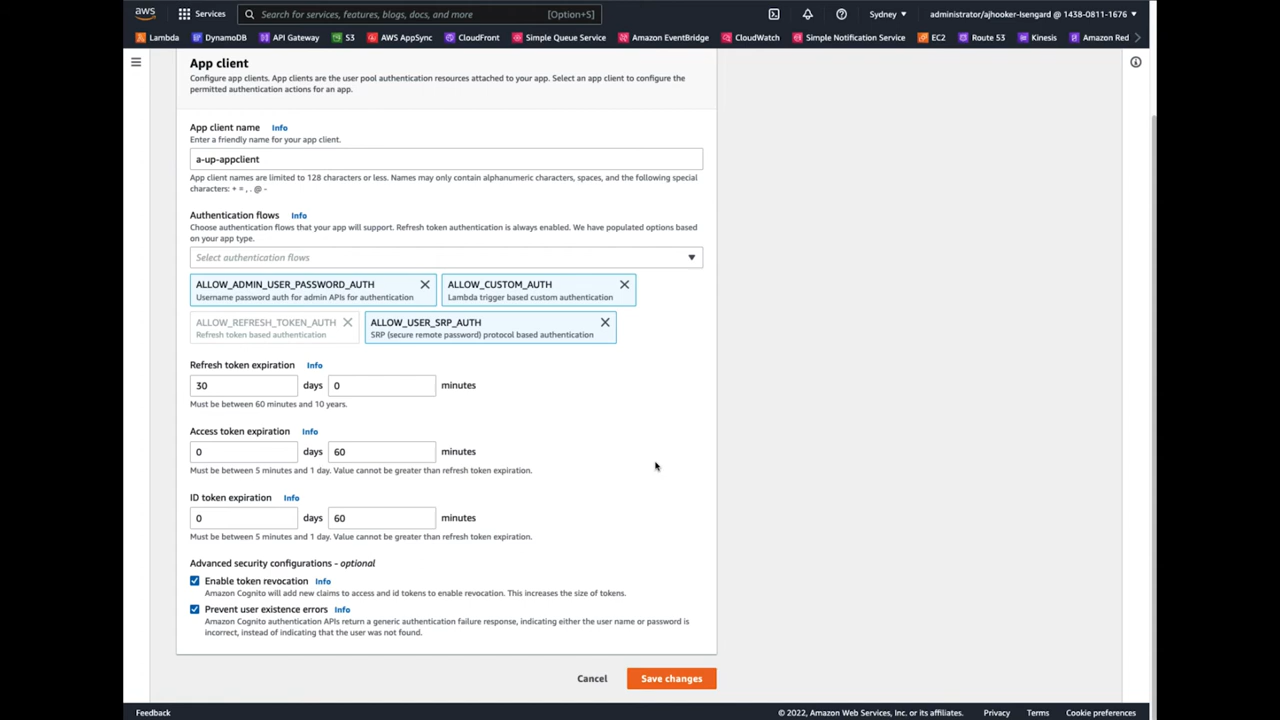 aws
Services
Search for services, features, blogs, docs, and more
[Option+S]
Sydney
administrator/ajhooker-Isengard @ 1438-0811-1676
Lambda
DynamoDB
API Gateway
S3
AWS AppSync
CloudFront
Simple Queue Service
Amazon EventBridge
CloudWatch
Simple Notification Service
EC2
Route 53
Kinesis
Amazon Red
App client
Configure app clients. App clients are the user pool authentication resources attached to your app. Select an app client to configure the
permitted authentication actions for an app.
App client name Info
Enter a friendly name for your app client.
a-up-appclient
App client names are limited to 128 characters or less. Names may only contain alphanumeric characters, spaces, and the following special
characters: + = , . @ -
Authentication flows Info
Choose authentication flows that your app will support. Refresh token authentication is always enabled. We have populated options based
on your app type.
Select authentication flows
ALLOW_ADMIN_USER_PASSWORD_AUTH
Username password auth for admin APIs for authentication
ALLOW_CUSTOM_AUTH
Lambda trigger based custom authentication
ALLOW_REFRESH_TOKEN_AUTH
Refresh token based authentication
ALLOW_USER_SRP_AUTH
SRP (secure remote password) protocol based authentication
Refresh token expiration Info
30 days 0 minutes
Must be between 60 minutes and 10 years.
Access token expiration Info
0 days 60 minutes
Must be between 5 minutes and 1 day. Value cannot be greater than refresh token expiration.
ID token expiration Info
0 days 60 minutes
Must be between 5 minutes and 1 day. Value cannot be greater than refresh token expiration.
Advanced security configurations - optional
Enable token revocation Info
Amazon Cognito will add new claims to access and id tokens to enable revocation. This increases the size of tokens.
Prevent user existence errors Info
Amazon Cognito authentication APIs return a generic authentication failure response, indicating either the user name or password is
incorrect, instead of indicating that the user was not found.
Cancel
Save changes
Feedback
© 2022, Amazon Web Services, Inc. or its affiliates.
Privacy
Terms
Cookie preferences